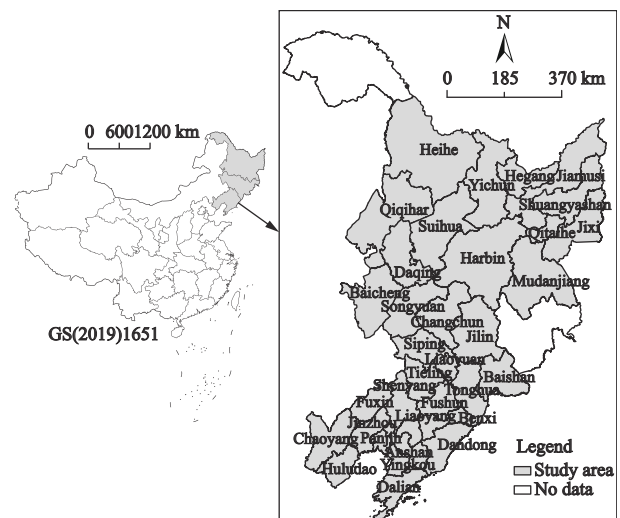 N
0 185 370 km
0 6001200 km
Heihe
Hegang
Jiamusi
Yichun
Shuangyashan
Qiqihar
Suihua
Qitaihe
Jixi
Harbin
Daqing
Mudanjiang
Baicheng
Songyuan
Changchun
GS(2019)1651
Jilin
Siping
Liaoyuan
Tieling
Baishan
Shenyang
Tonghua
Fuxin
Fushun
Liaoyang
Benxi
Jinzhou
Chaoyang
Panjin
Dandong
Legend
Anshan
Yingkou
Huludao
Study area
Dalian
No data